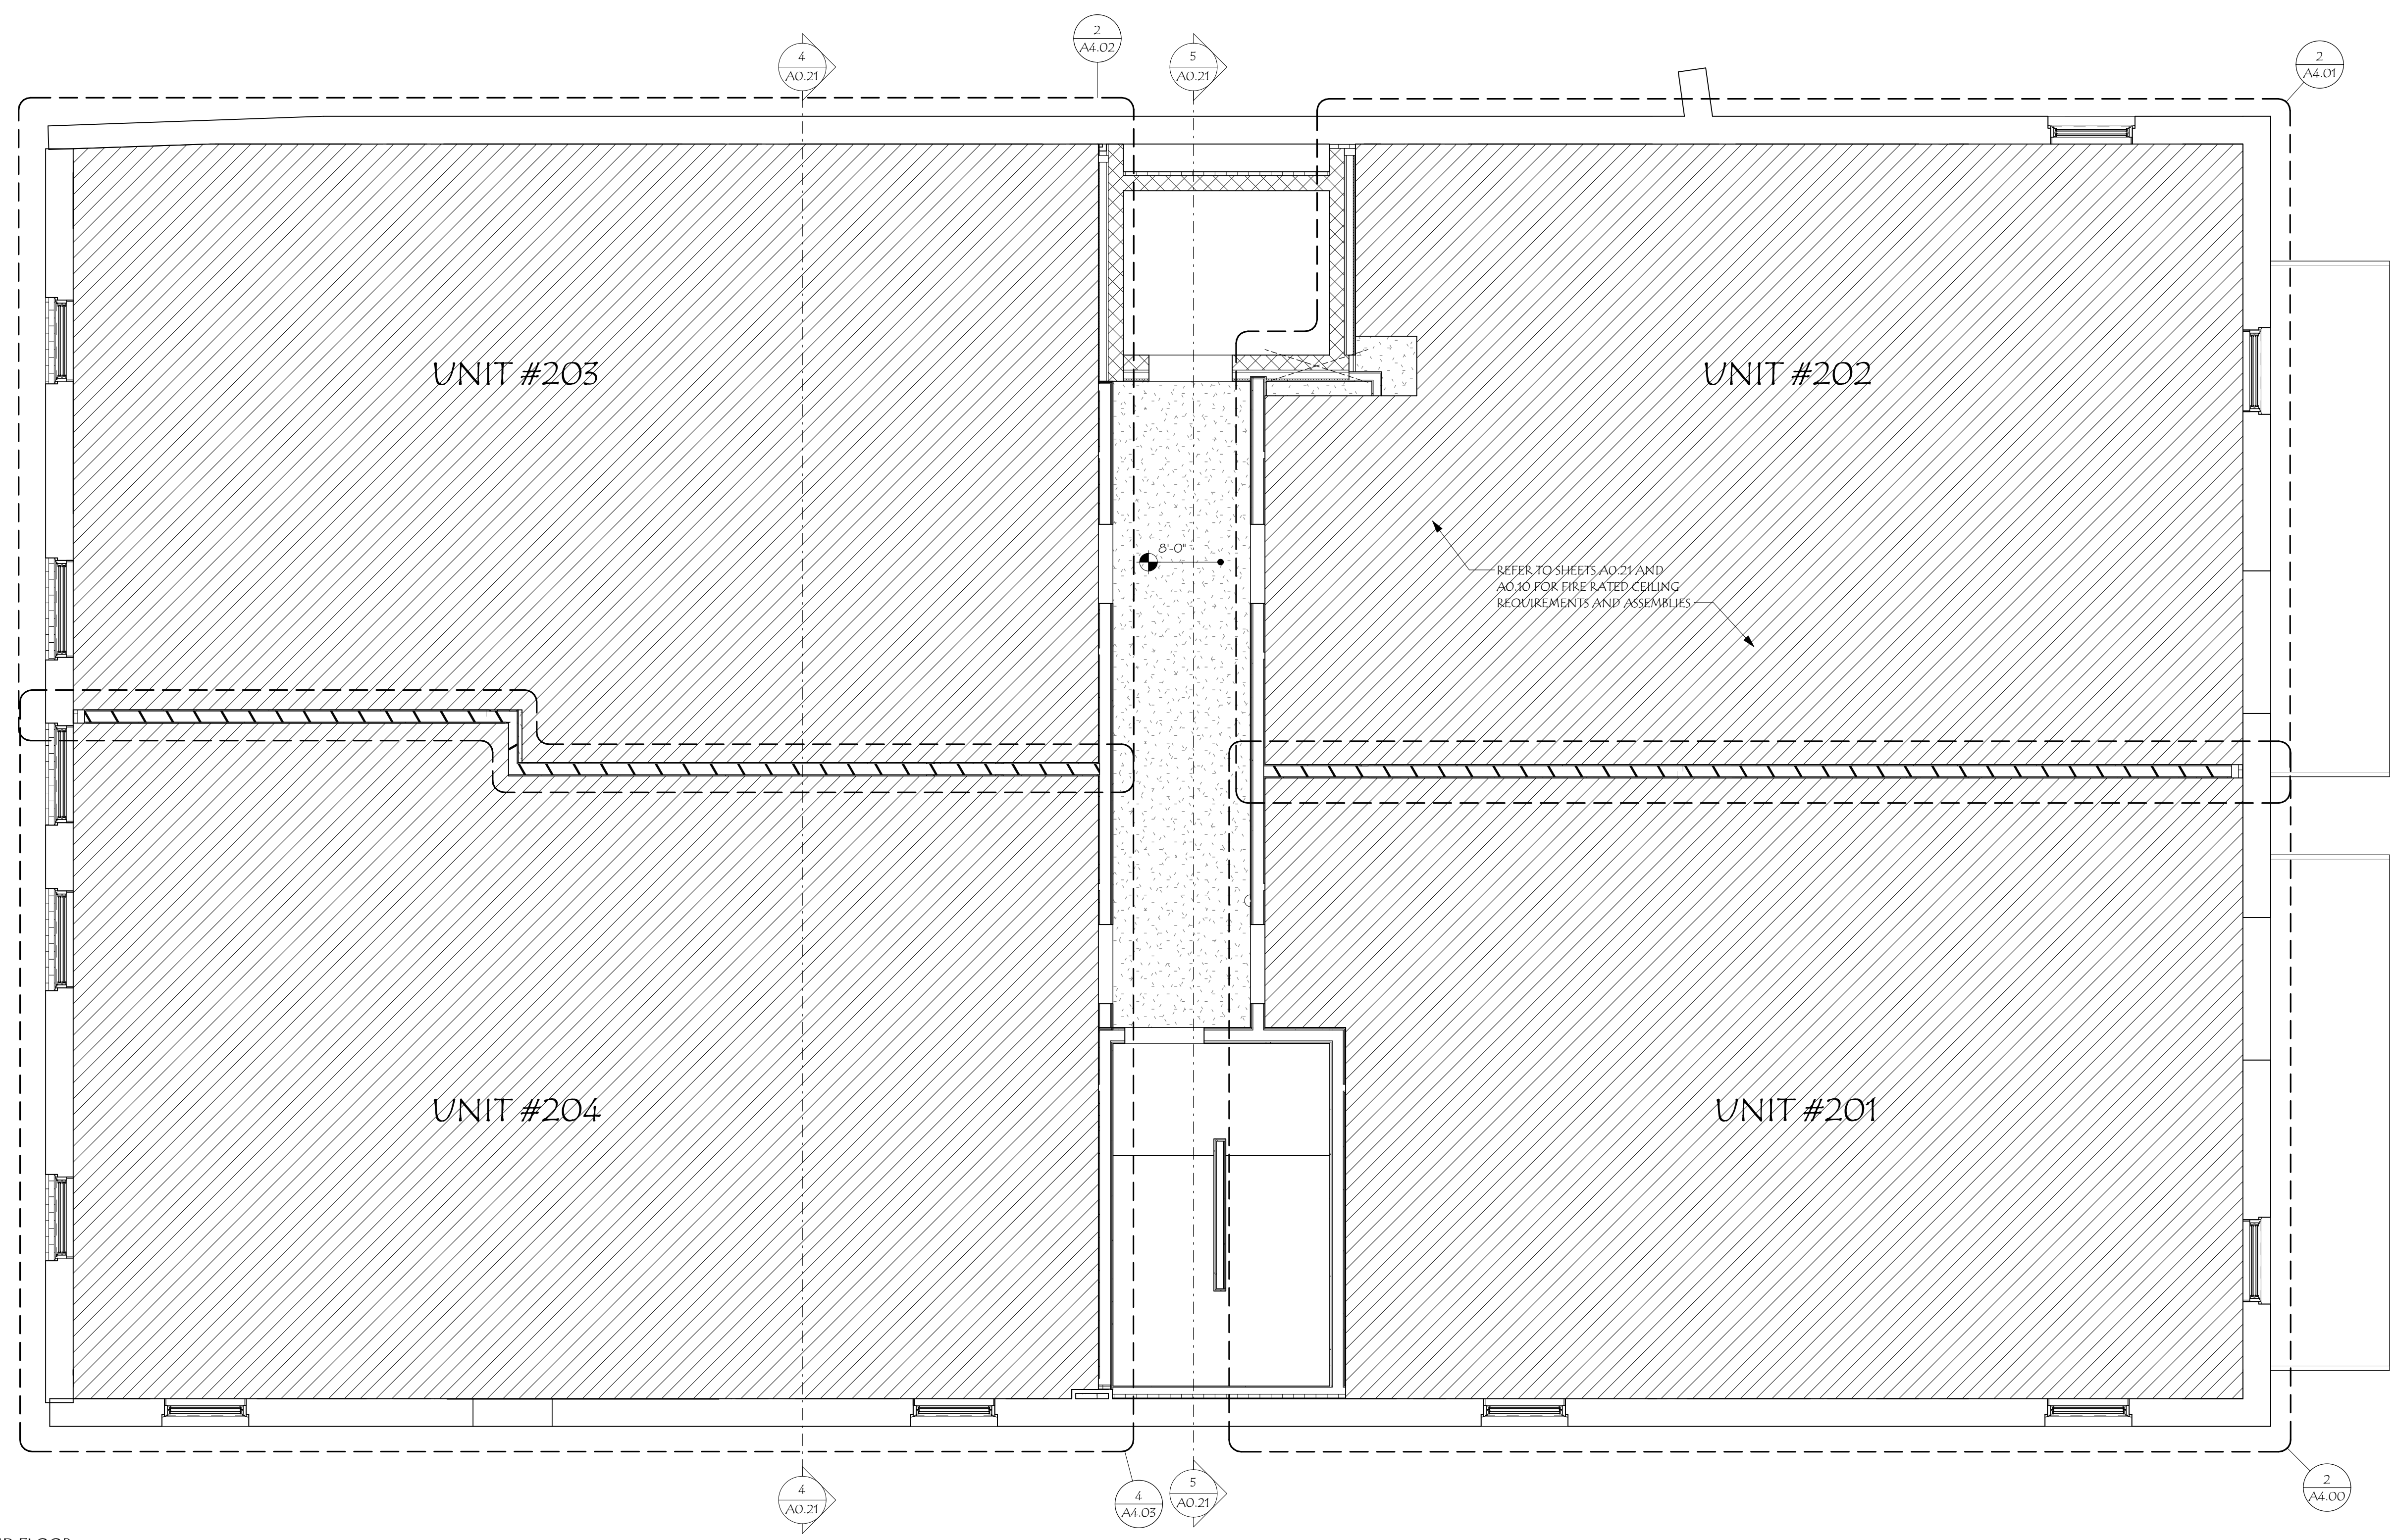 2
A4.02
4
A0.21
5
A0.21
2
A4.01
UNIT #203
UNIT #202
8'-0"
REFER TO SHEETS A0.21 AND
A0.10 FOR FIRE RATED CEILING
REQUIREMENTS AND ASSEMBLIES
UNIT #204
UNIT #201
4
A0.21
4
A4.03
5
A0.21
2
A4.00